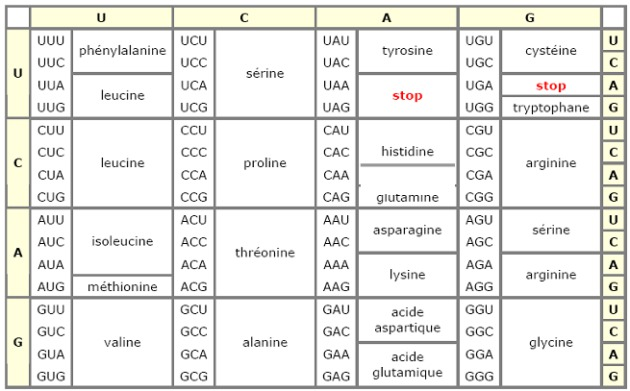 U C A G
U UUU phénylalanine UCU sérine UAU tyrosine UGU cystéine U
UUC UCC UAC UGC C
UUA leucine UCA UAA stop UGA stop A
UUG UCG UAG UGG tryptophane G
C CUU leucine CCU proline CAU histidine CGU arginine U
CUC CCC CAC CGC C
CUA CCA CAA glutamine CGA A
CUG CCG CAG CGG G
A AUU isoleucine ACU thréonine AAU asparagine AGU sérine U
AUC ACC AAC AGC C
AUA ACA AAA lysine AGA arginine A
AUG méthionine ACG AAG AGG G
G GUU valine GCU alanine GAU acide aspartique GGU glycine U
GUC GCC GAC GGC C
GUA GCA GAA acide glutamique GGA A
GUG GCG GAG GGG G